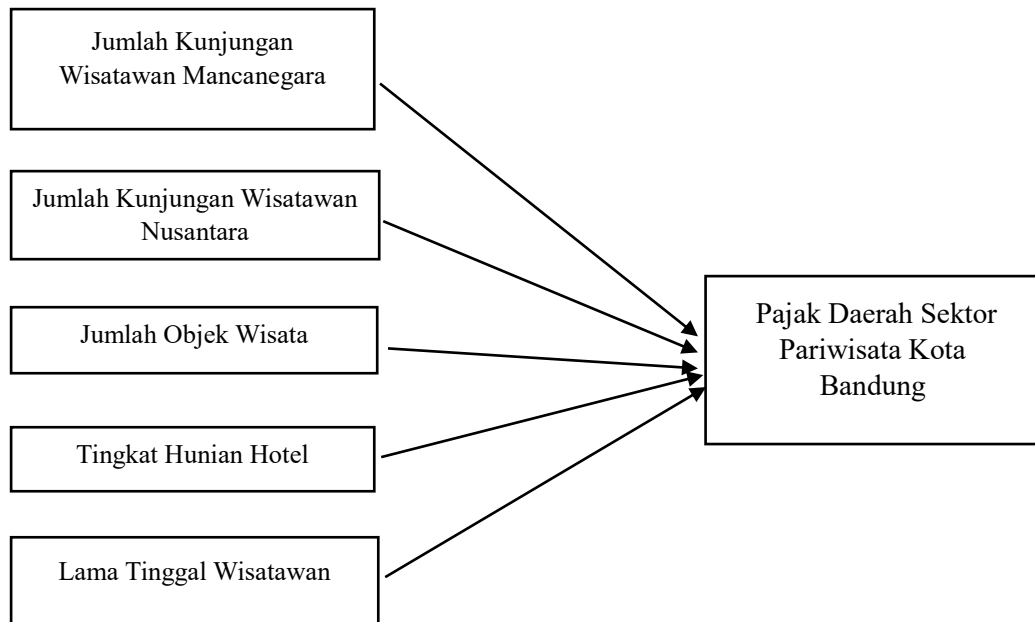 Jumlah Kunjungan
Wisatawan Mancanegara
Jumlah Kunjungan Wisatawan
Nusantara
Jumlah Objek Wisata
Tingkat Hunian Hotel
Lama Tinggal Wisatawan
Pajak Daerah Sektor
Pariwisata Kota
Bandung